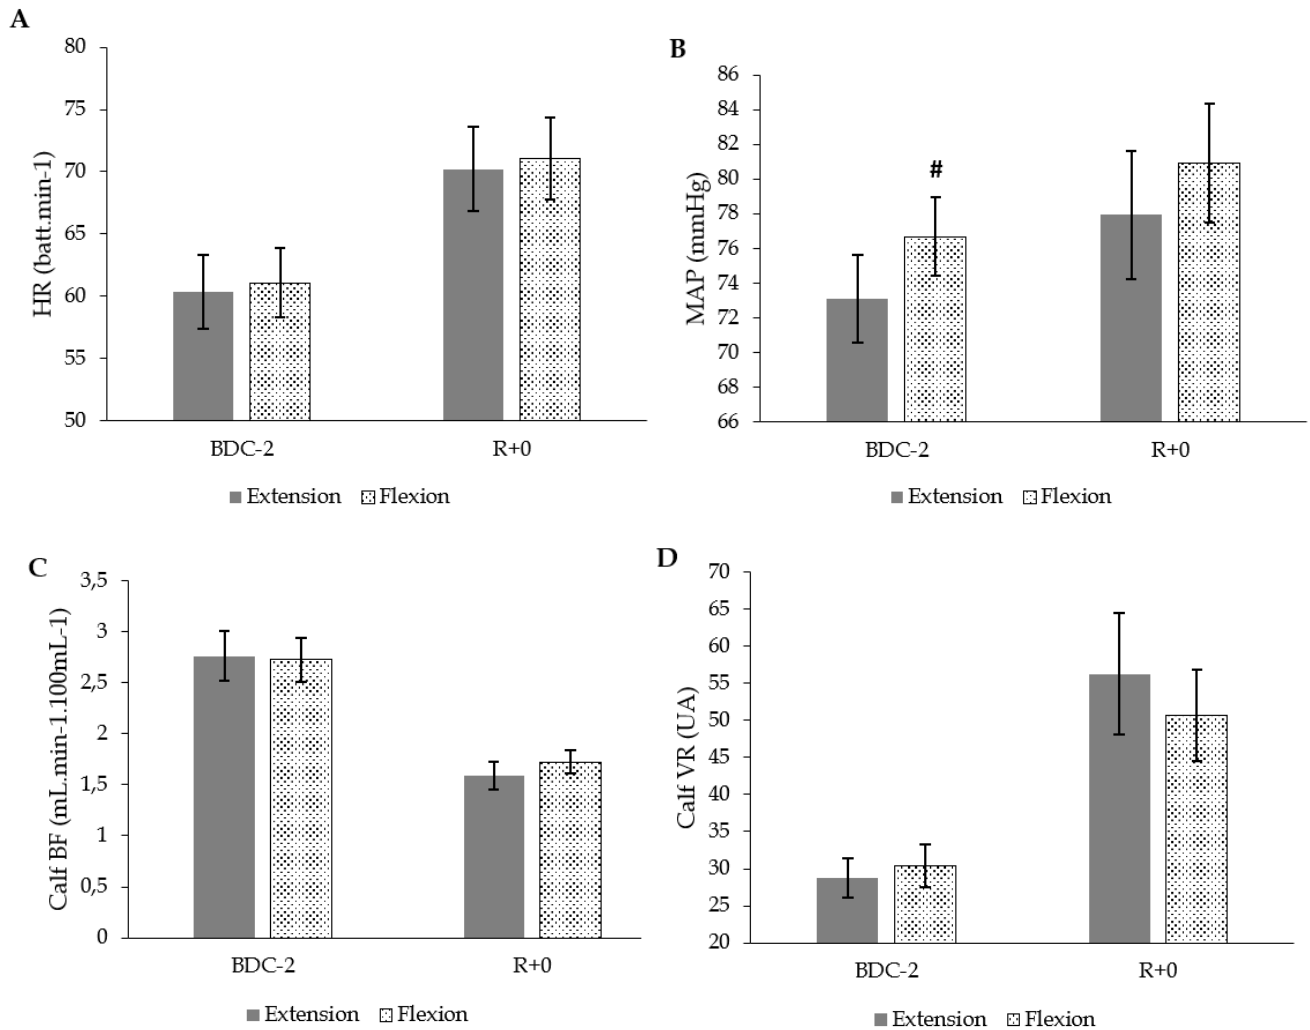 A
HR (batt.min-1)
80
75
70
65
60
55
50
BDC-2 R+0
Extension Flexion
B
MAP (mmHg)
86
84
82
80
78
76
74
72
70
68
66
#
BDC-2 R+0
Extension Flexion
C
Calf BF (mL.min-1.100mL-1)
3,5
3
2,5
2
1,5
1
0,5
0
BDC-2 R+0
Extension Flexion
D
Calf VR (UA)
70
65
60
55
50
45
40
35
30
25
20
BDC-2 R+0
Extension Flexion